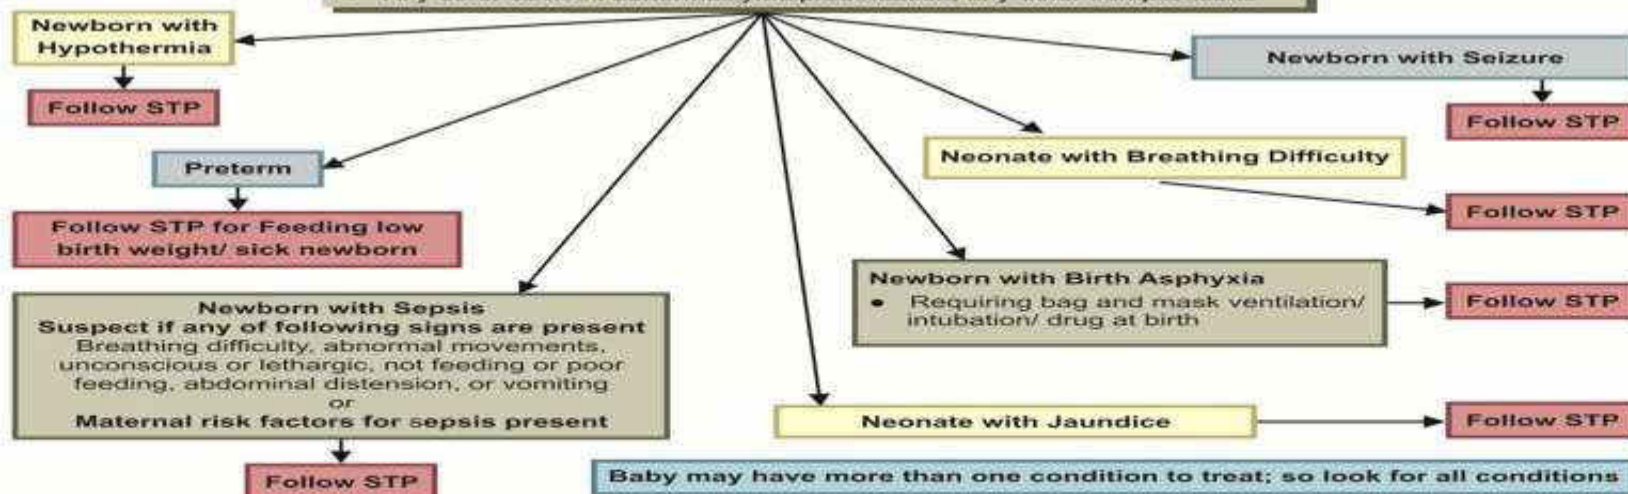 Newborn with
Hypothermia
Follow STP
Newborn with Seizure
Follow STP
Preterm
Follow STP for Feeding low
birth weight/ sick newborn
Neonate with Breathing Difficulty
Follow STP
Newborn with Sepsis
Suspect if any of following signs are present
Breathing difficulty, abnormal movements,
unconscious or lethargic, not feeding or poor
feeding, abdominal distension, or vomiting
or
Maternal risk factors for sepsis present
Follow STP
Newborn with Birth Asphyxia
• Requiring bag and mask ventilation/
intubation/ drug at birth
Follow STP
Neonate with Jaundice
Follow STP
Baby may have more than one condition to treat; so look for all conditions